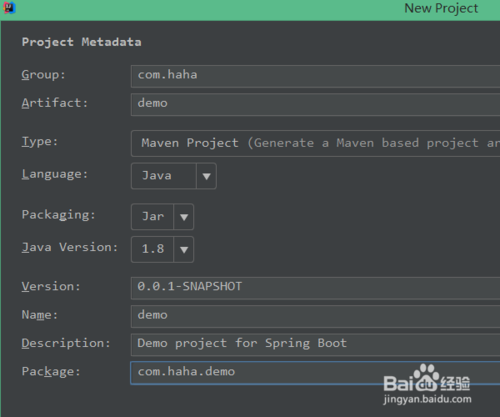 New Project
Project Metadata
Group: com.haha
Artifact: demo
Type: Maven Project (Generate a Maven based project
Language: Java
Packaging: Jar
Java Version: 1.8
Version: 0.0.1-SNAPSHOT
Name: demo
Description: Demo project for Spring Boot
Package: com.haha.demo
Baidu经验
jingyan.baidu.com